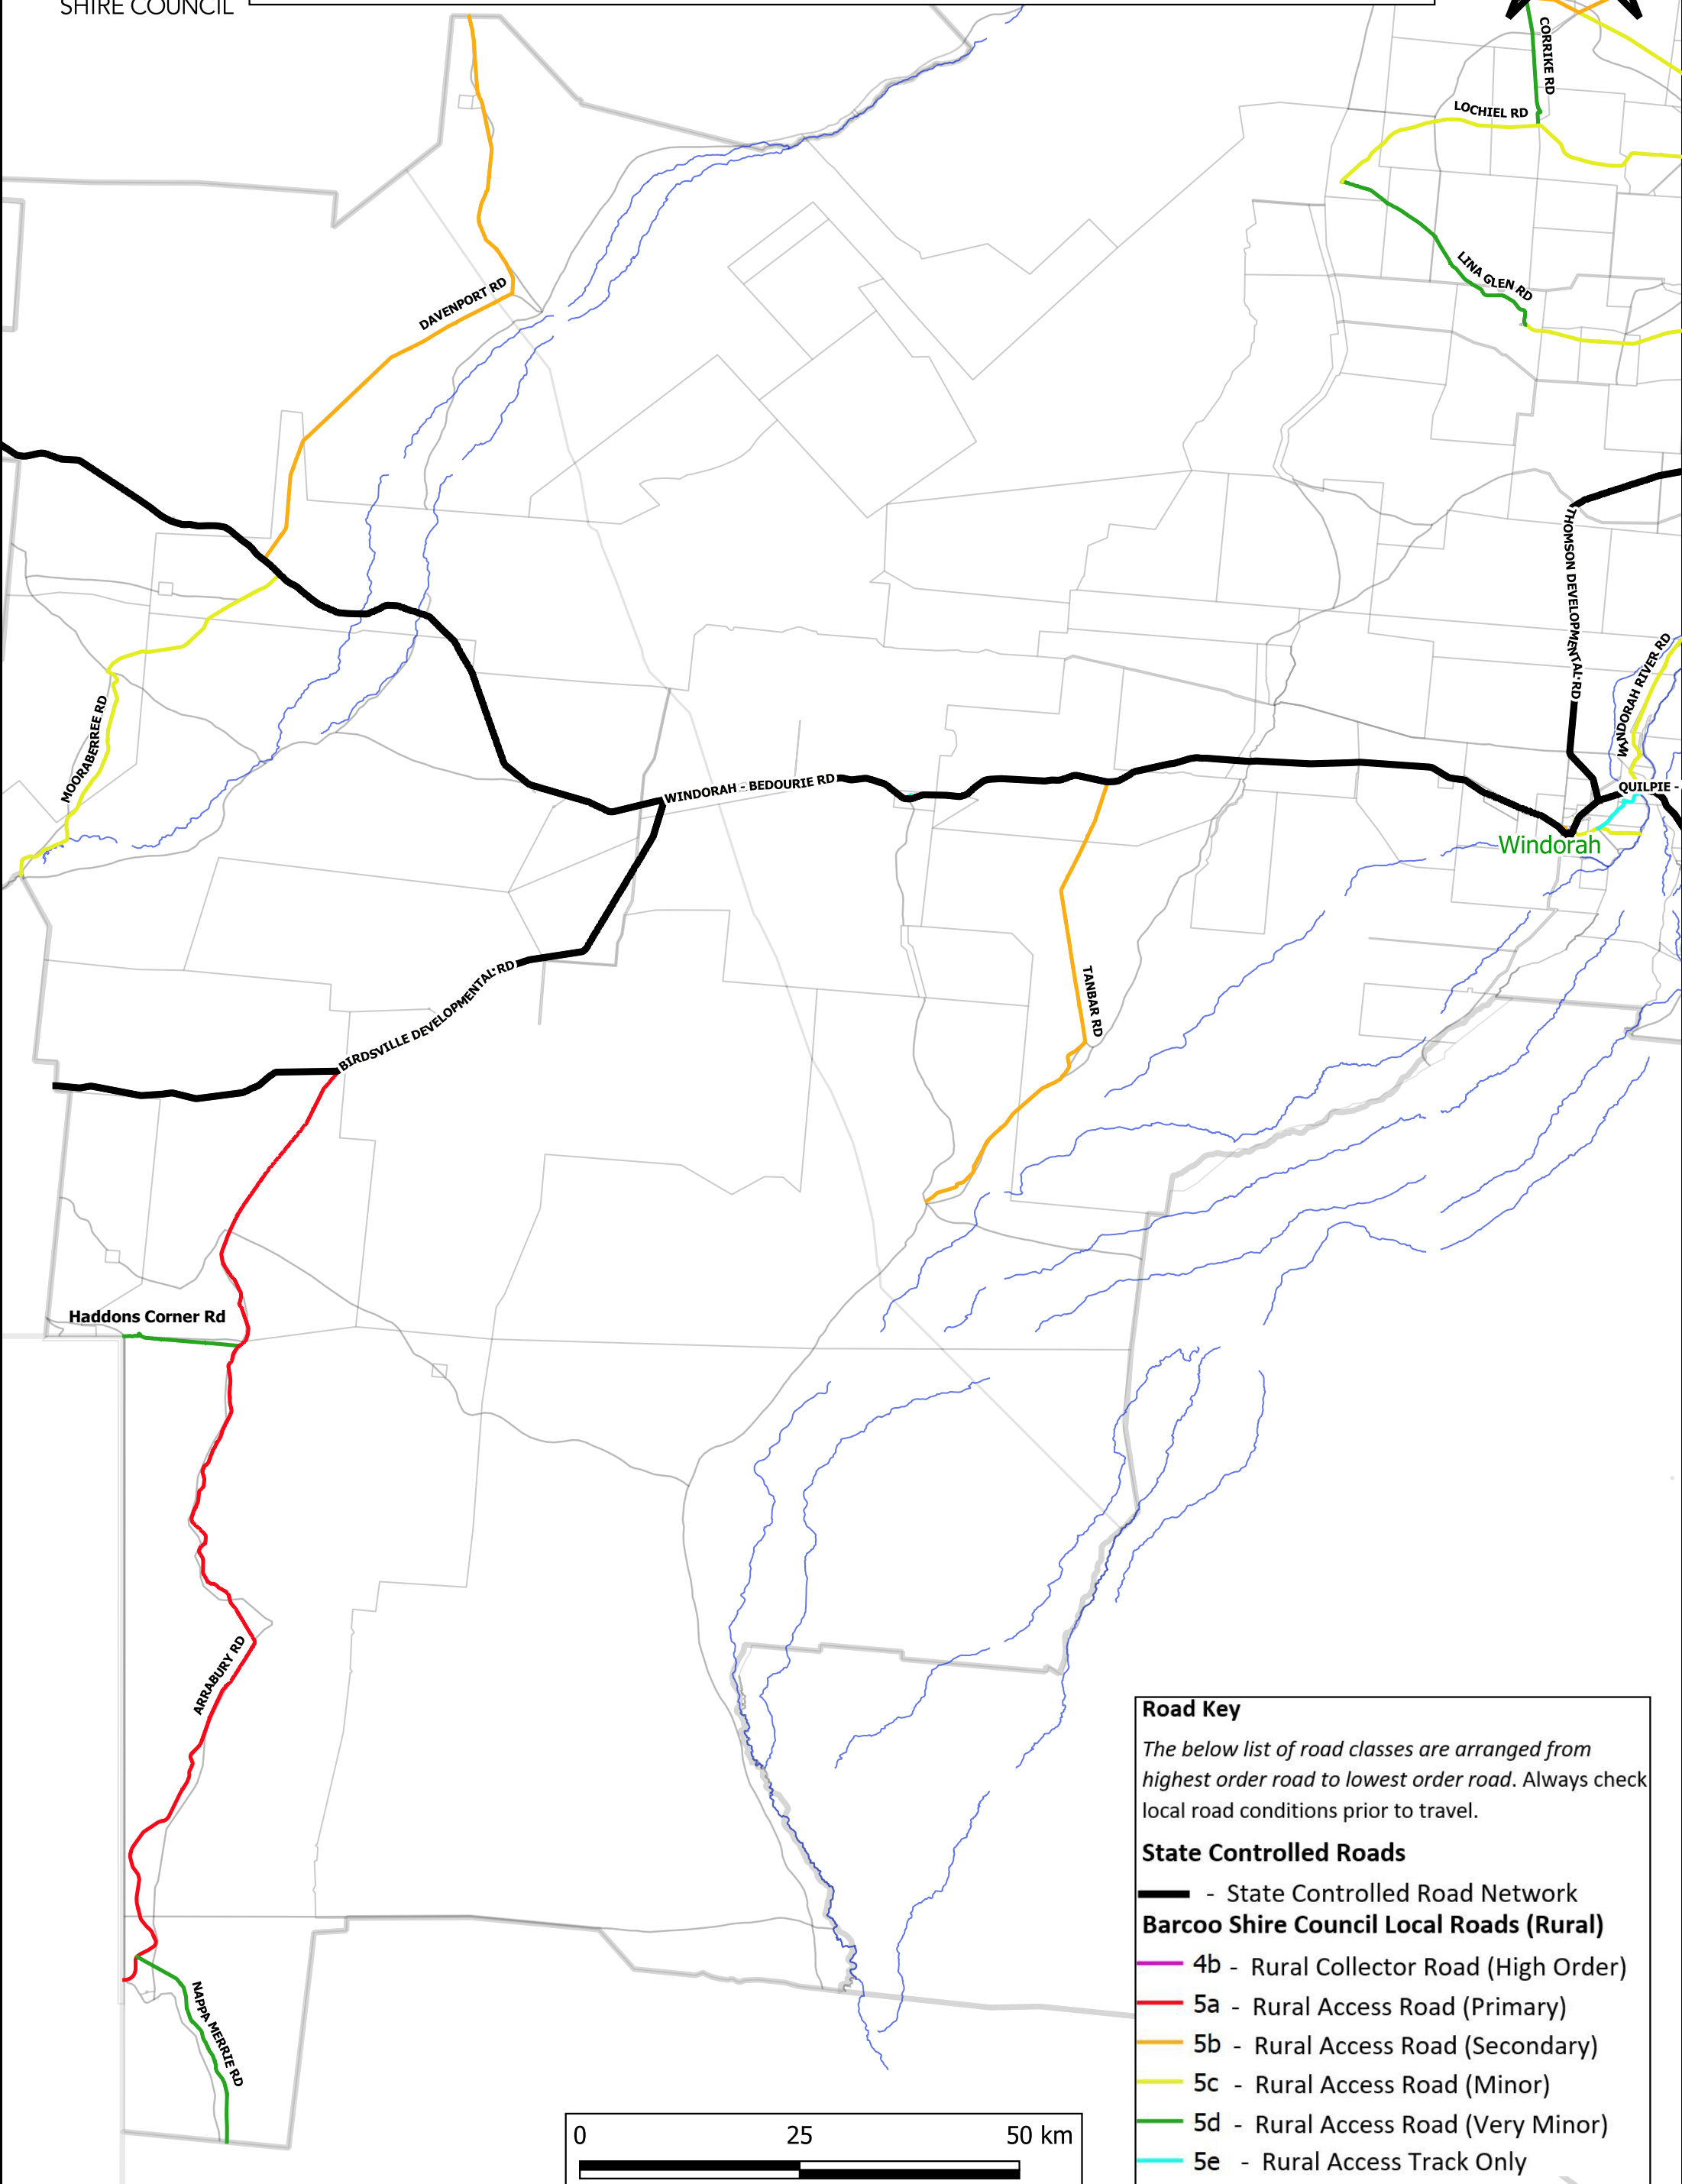 SHIRE COUNCIL
CORRIKE RD
LOCHIEL RD
LINA GLEN RD
DAVENPORT RD
THOMSON DEVELOPMENTAL RD
WINDORAH RIVER RD
MOORABERREE RD
WINDORAH - BEDOURIE RD
QUILPIE -
Windorah
TANBAR RD
BIRDSVILLE DEVELOPMENTAL RD
Haddons Corner Rd
ARRABURY RD
NAPPA MERRIE RD
Road Key
The below list of road classes are arranged from
highest order road to lowest order road. Always check
local road conditions prior to travel.
State Controlled Roads
- State Controlled Road Network
Barcoo Shire Council Local Roads (Rural)
4b - Rural Collector Road (High Order)
5a - Rural Access Road (Primary)
5b - Rural Access Road (Secondary)
5c - Rural Access Road (Minor)
5d - Rural Access Road (Very Minor)
5e - Rural Access Track Only
0 25 50 km